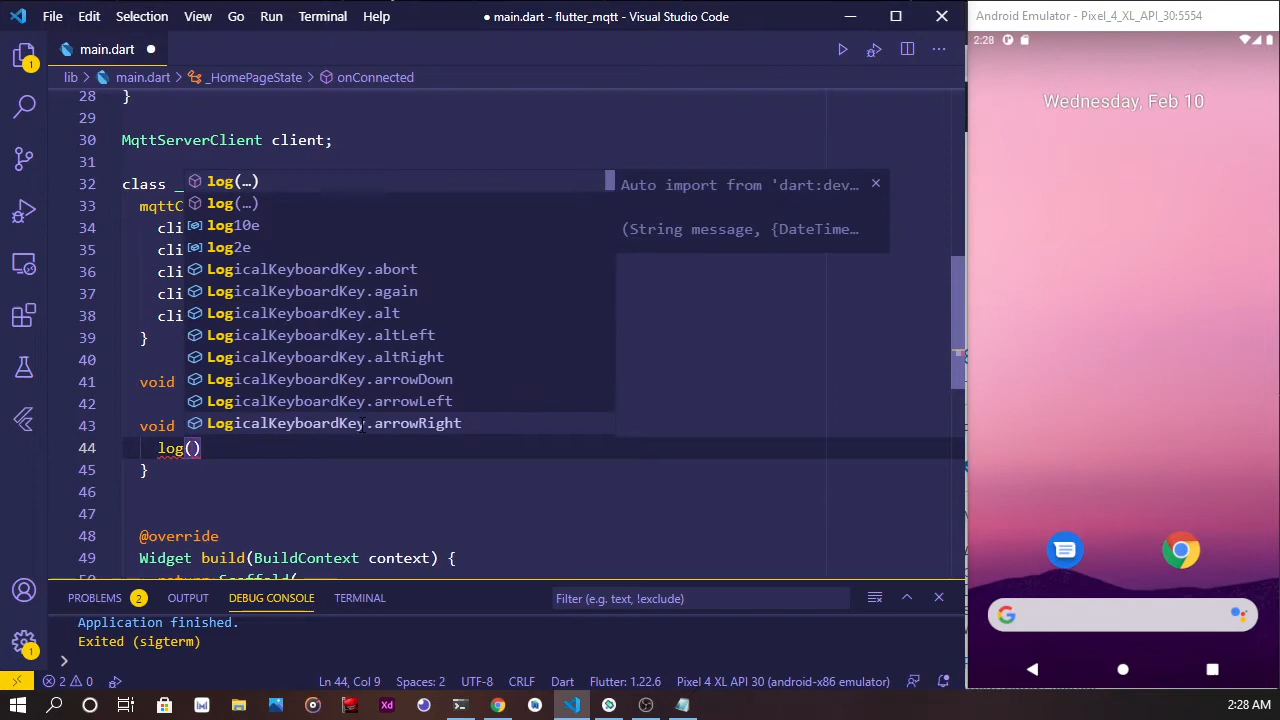 File Edit Selection View Go Run Terminal Help
● main.dart - flutter_mqtt - Visual Studio Code
main.dart ●
lib > main.dart > _HomePageState > onConnected
28 }
29
30 MqttServerClient client;
31
32 class _
33 mqttC
34 cli
35 cli
36 cli
37 cli
38 cli
39 }
40
41 void
42
43 void
44 log()
45 }
46
47
48 @override
49 Widget build(BuildContext context) {
log(…)
log(…)
log10e
log2e
LogicalKeyboardKey.abort
LogicalKeyboardKey.again
LogicalKeyboardKey.alt
LogicalKeyboardKey.altLeft
LogicalKeyboardKey.altRight
LogicalKeyboardKey.arrowDown
LogicalKeyboardKey.arrowLeft
LogicalKeyboardKey.arrowRight
Auto import from 'dart:dev…
(String message, {DateTime…
PROBLEMS 2 OUTPUT DEBUG CONSOLE TERMINAL
Filter (e.g. text, !exclude)
Application finished.
Exited (sigterm)
1
1
2 0
Ln 44, Col 9 Spaces: 2 UTF-8 CRLF Dart Flutter: 1.22.6 Pixel 4 XL API 30 (android-x86 emulator)
Android Emulator - Pixel_4_XL_API_30:5554
2:28
Wednesday, Feb 10
Xd
2:28 AM